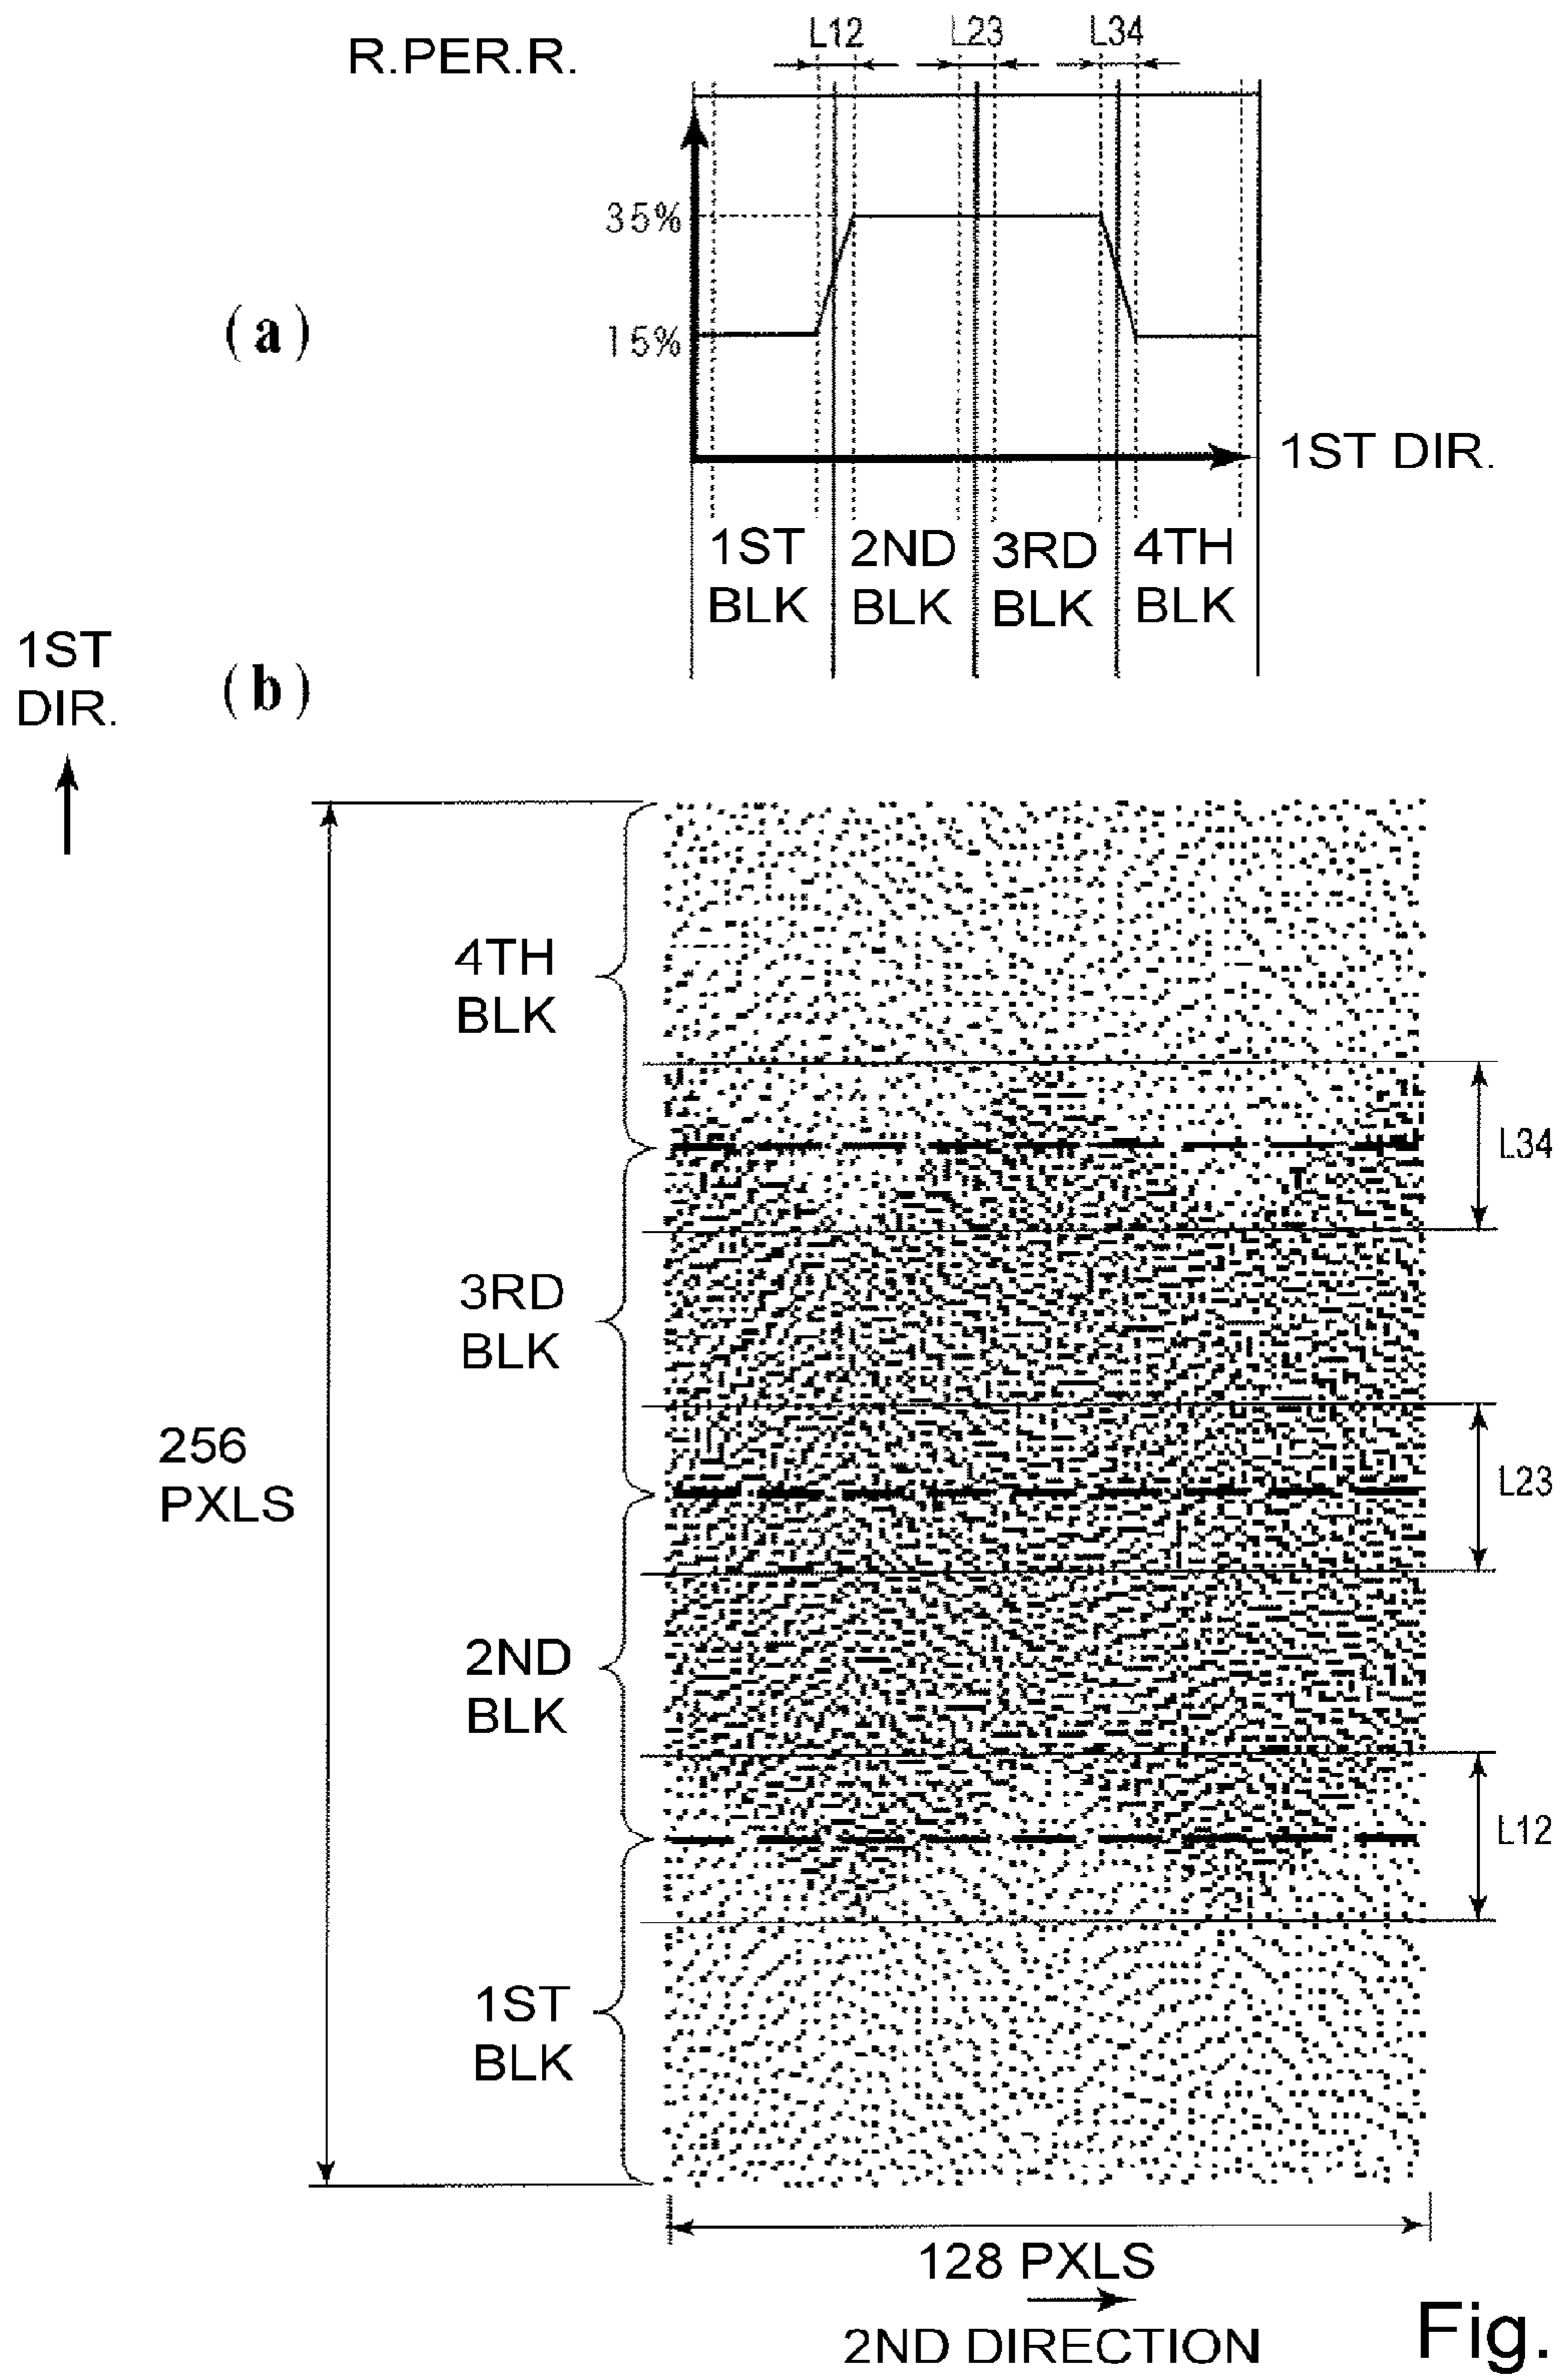 L12 L23 L34
R.PER.R.
35%
(a)
15%
1ST DIR.
1ST BLK
2ND BLK
3RD BLK
4TH BLK
1ST DIR.
(b)
4TH BLK
L34
3RD BLK
256 PXLS
L23
2ND BLK
L12
1ST BLK
128 PXLS
2ND DIRECTION
Fig.